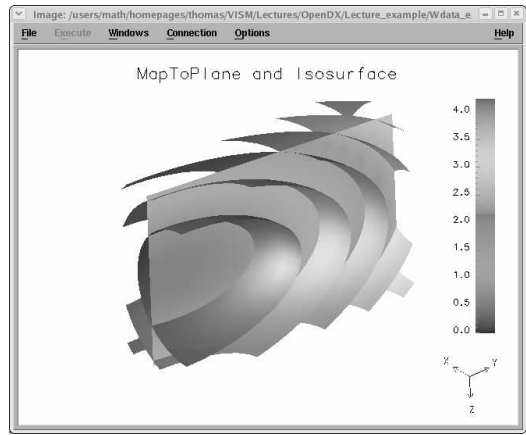 Image: /users/math/homepages/thomas/VISM/Lectures/OpenDX/Lecture_example/Wdata_e
File Execute Windows Connection Options Help
MapToPlane and Isosurface
4.0
3.5
3.0
2.5
2.0
1.5
1.0
0.5
0.0
X Y
Z